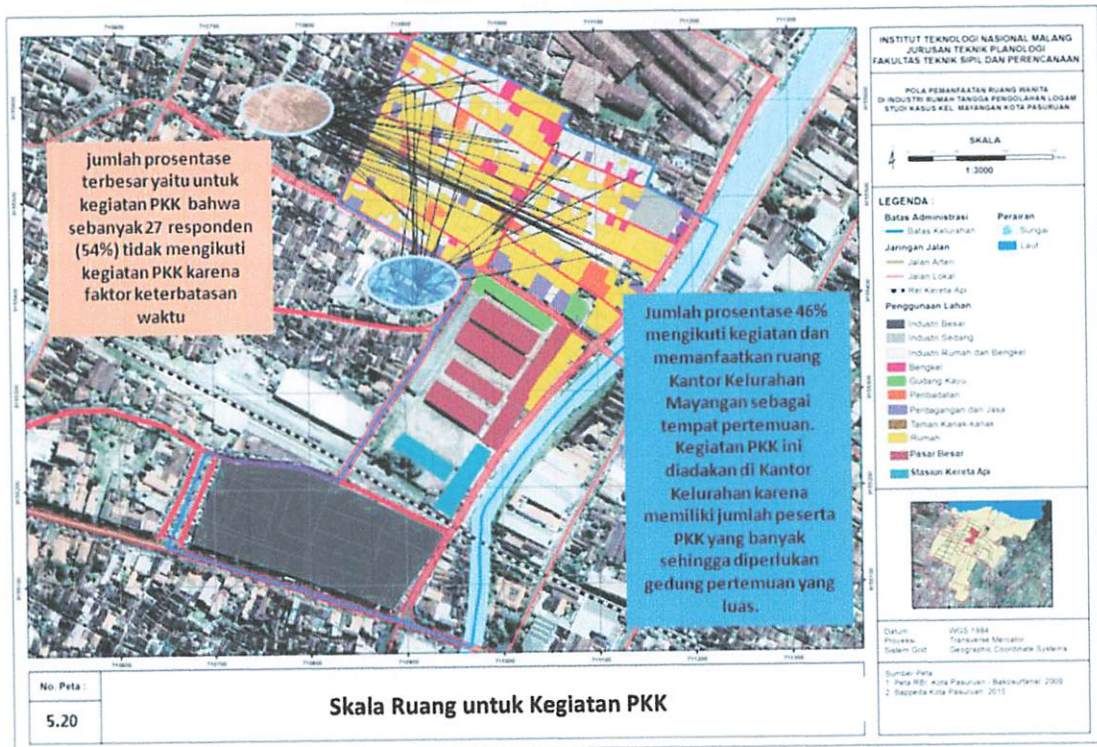 INSTITUT TEKNOLOGI NASIONAL MALANG
JURUSAN TEKNIK PLANOLOGI
FAKULTAS TEKNIK SIPIL DAN PERENCANAAN
POLA PEMANFAATAN RUANG WANITA
DI INDUSTRI RUMAH TANGGA PENGOLAHAN LOGAM
STUDI KASUS KEL. MAYANGAN KOTA PASURUAN
SKALA
1:3000
LEGENDA :
Batas Administrasi
Batas Kelurahan
Jaringan Jalan
Jalan Arteri
Jalan Lokal
Rel Kereta Api
Perairan
Sungai
Laut
Penggunaan Lahan
Industri Besar
Industri Sedang
Industri Rumah dan Bengkel
Bengkel
Gudang Kayu
Peribadatan
Perdagangan dan Jasa
Taman Kanak-kanak
Rumah
Pasar Besar
Stasiun Kereta Api
Datum WGS 1984
Proyeksi Transverse Mercator
Sistem Grid Geographic Coordinate Systems
Sumber Peta
1. Peta RBI, Kota Pasuruan - Bakosurtanal, 2009
2. Bappeda Kota Pasuruan, 2015
jumlah prosentase
terbesar yaitu untuk
kegiatan PKK bahwa
sebanyak 27 responden
(54%) tidak mengikuti
kegiatan PKK karena
faktor keterbatasan
waktu
Jumlah prosentase 46%
mengikuti kegiatan dan
memanfaatkan ruang
Kantor Kelurahan
Mayangan sebagai
tempat pertemuan.
Kegiatan PKK ini
diadakan di Kantor
Kelurahan karena
memiliki jumlah peserta
PKK yang banyak
sehingga diperlukan
gedung pertemuan yang
luas.
No. Peta :
5.20
Skala Ruang untuk Kegiatan PKK